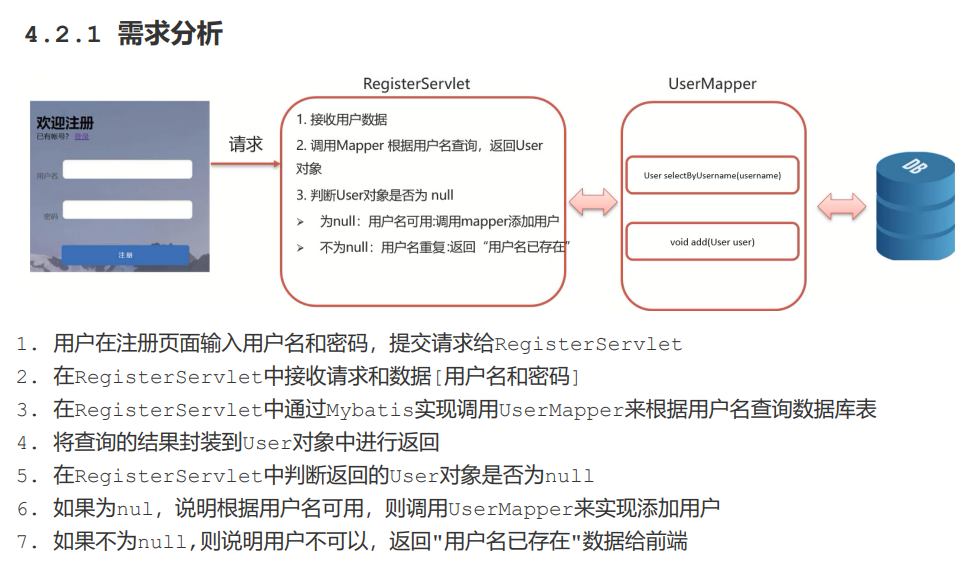 4.2.1 需求分析
RegisterServlet
UserMapper
欢迎注册
已有帐号？ 登录
用户名
密码
注 册
请求
1. 接收用户数据
2. 调用Mapper 根据用户名查询，返回User
对象
3. 判断User对象是否为 null
➢ 为null：用户名可用:调用mapper添加用户
➢ 不为null：用户名重复:返回“用户名已存在”
User selectByUsername(username)
void add(User user)
DB
1. 用户在注册页面输入用户名和密码，提交请求给RegisterServlet
2. 在RegisterServlet中接收请求和数据[用户名和密码]
3. 在RegisterServlet中通过Mybatis实现调用UserMapper来根据用户名查询数据库表
4. 将查询的结果封装到User对象中进行返回
5. 在RegisterServlet中判断返回的User对象是否为null
6. 如果为nul，说明根据用户名可用，则调用UserMapper来实现添加用户
7. 如果不为null,则说明用户不可以，返回"用户名已存在"数据给前端